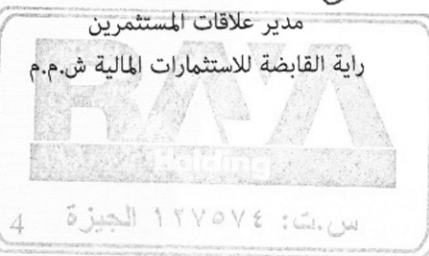 مدير علاقات المستثمرين
راية القابضة للاستثمارات المالية ش.م.م
RAYA
Holding
س.ت: ١٢٧٥٧٤ الجيزة
4